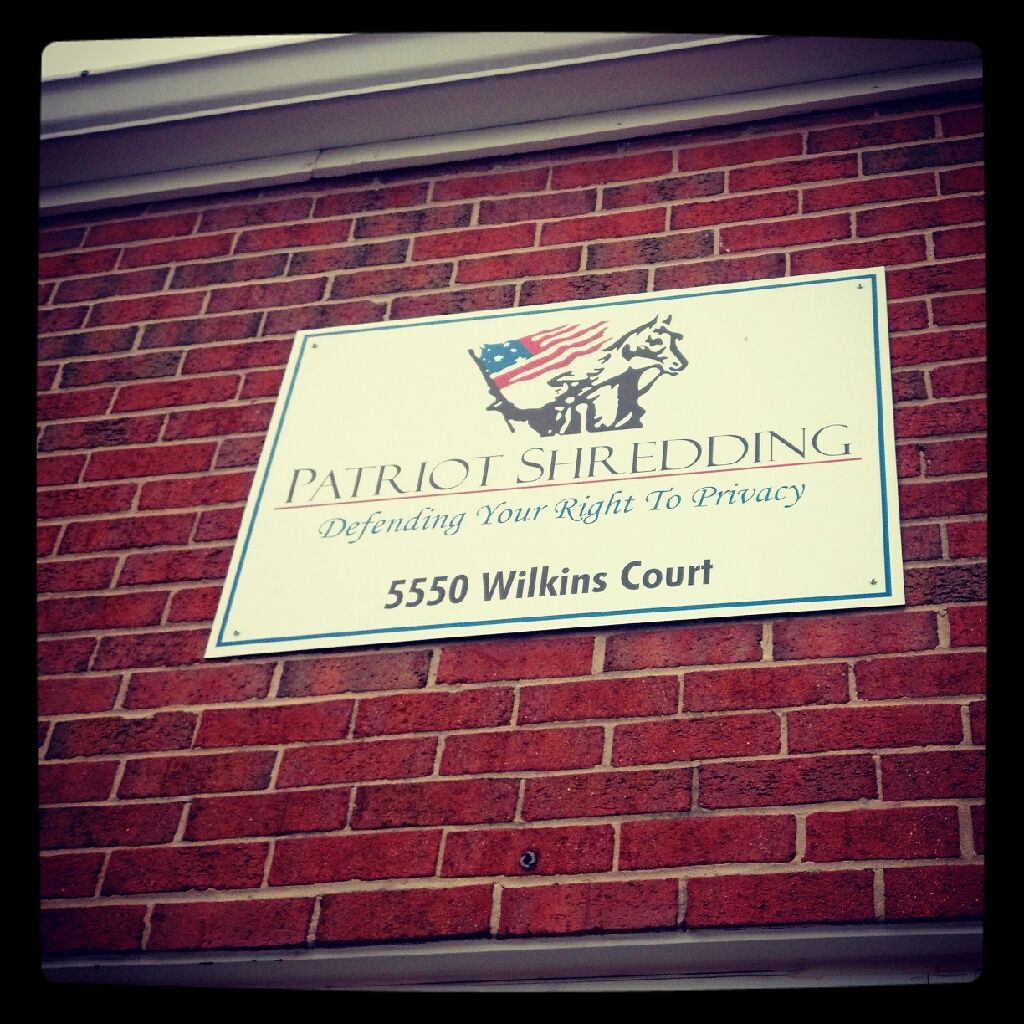 PATRIOT SHREDDING
Defending Your Right To Privacy
5550 Wilkins Court